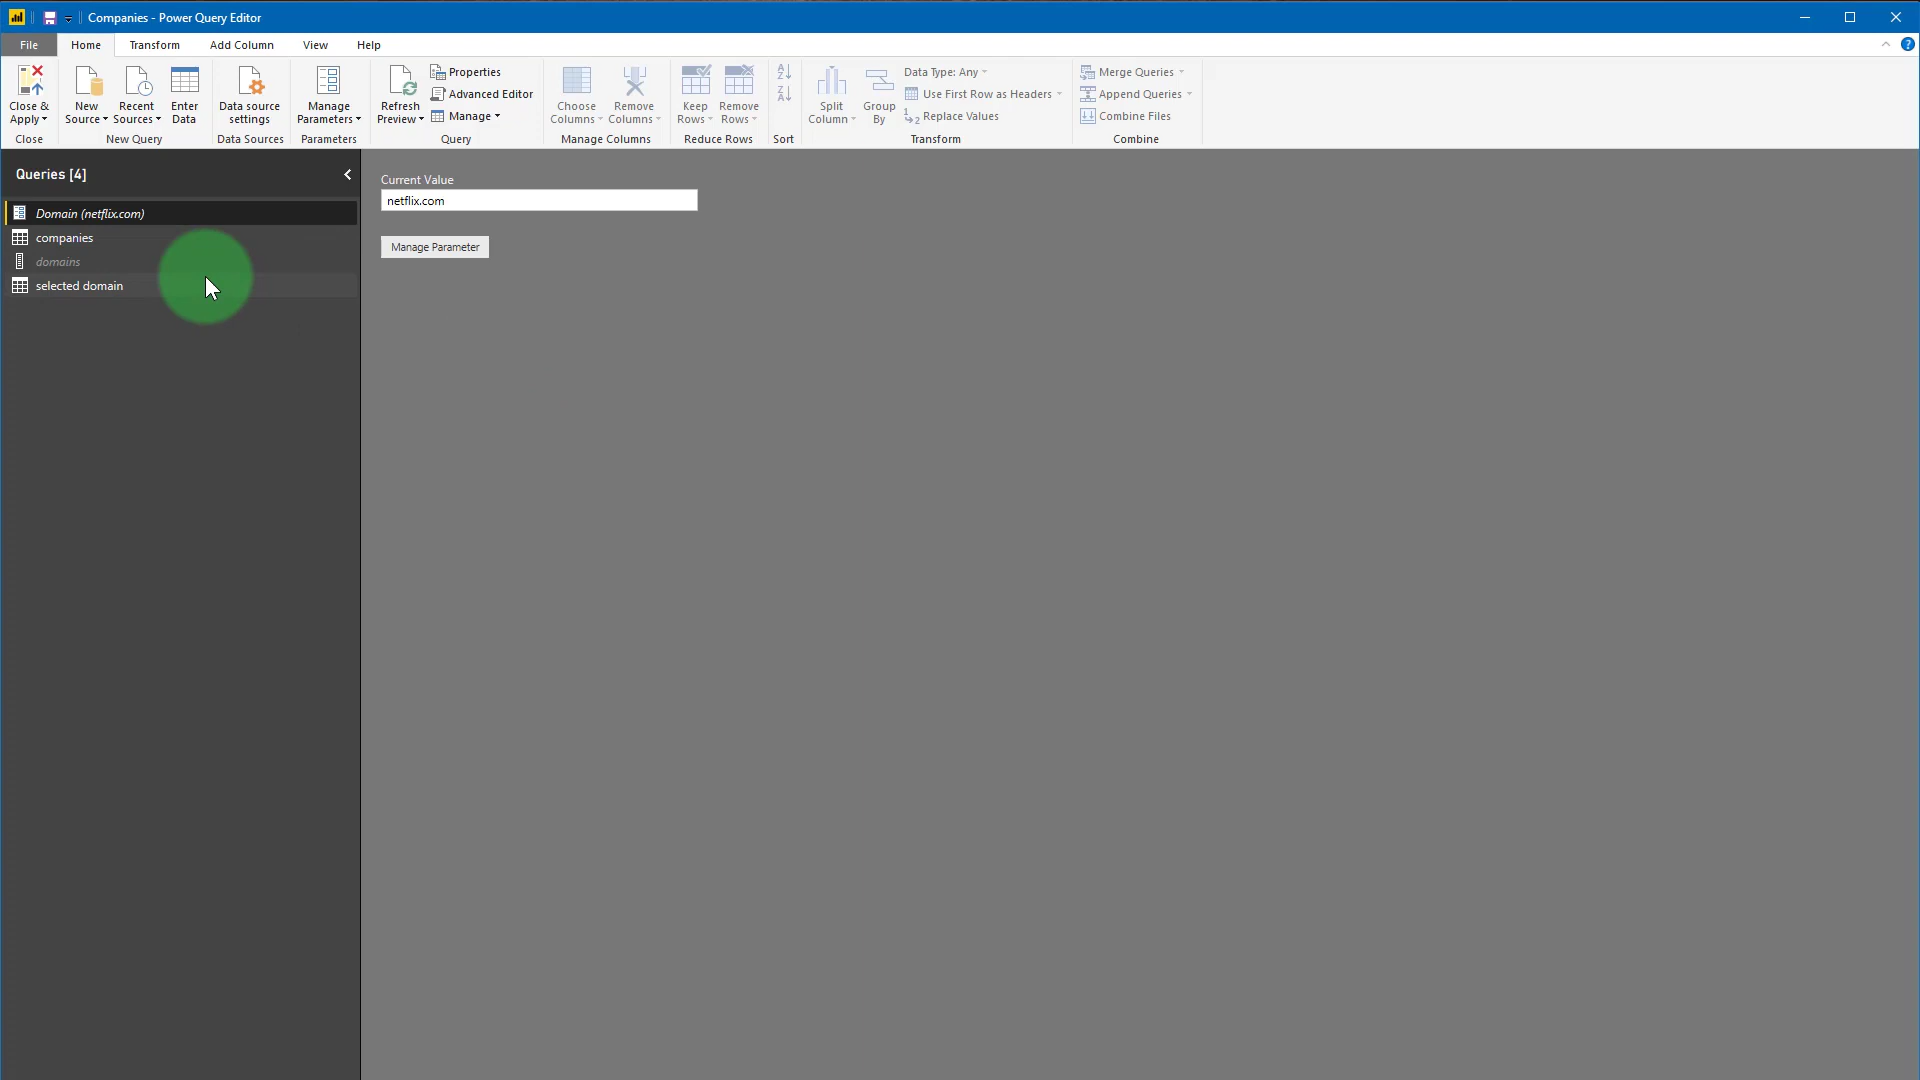 Companies - Power Query Editor
File Home Transform Add Column View Help
Close & Apply
New Source
Recent Sources
Enter Data
Data source settings
Manage Parameters
Refresh Preview
Properties
Advanced Editor
Manage
Choose Columns
Remove Columns
Keep Rows
Remove Rows
Split Column
Group By
Data Type: Any
Use First Row as Headers
Replace Values
Merge Queries
Append Queries
Combine Files
Close New Query Data Sources Parameters Query Manage Columns Reduce Rows Sort Transform Combine
Queries [4]
Domain (netflix.com)
companies
domains
selected domain
Current Value
netflix.com
Manage Parameter